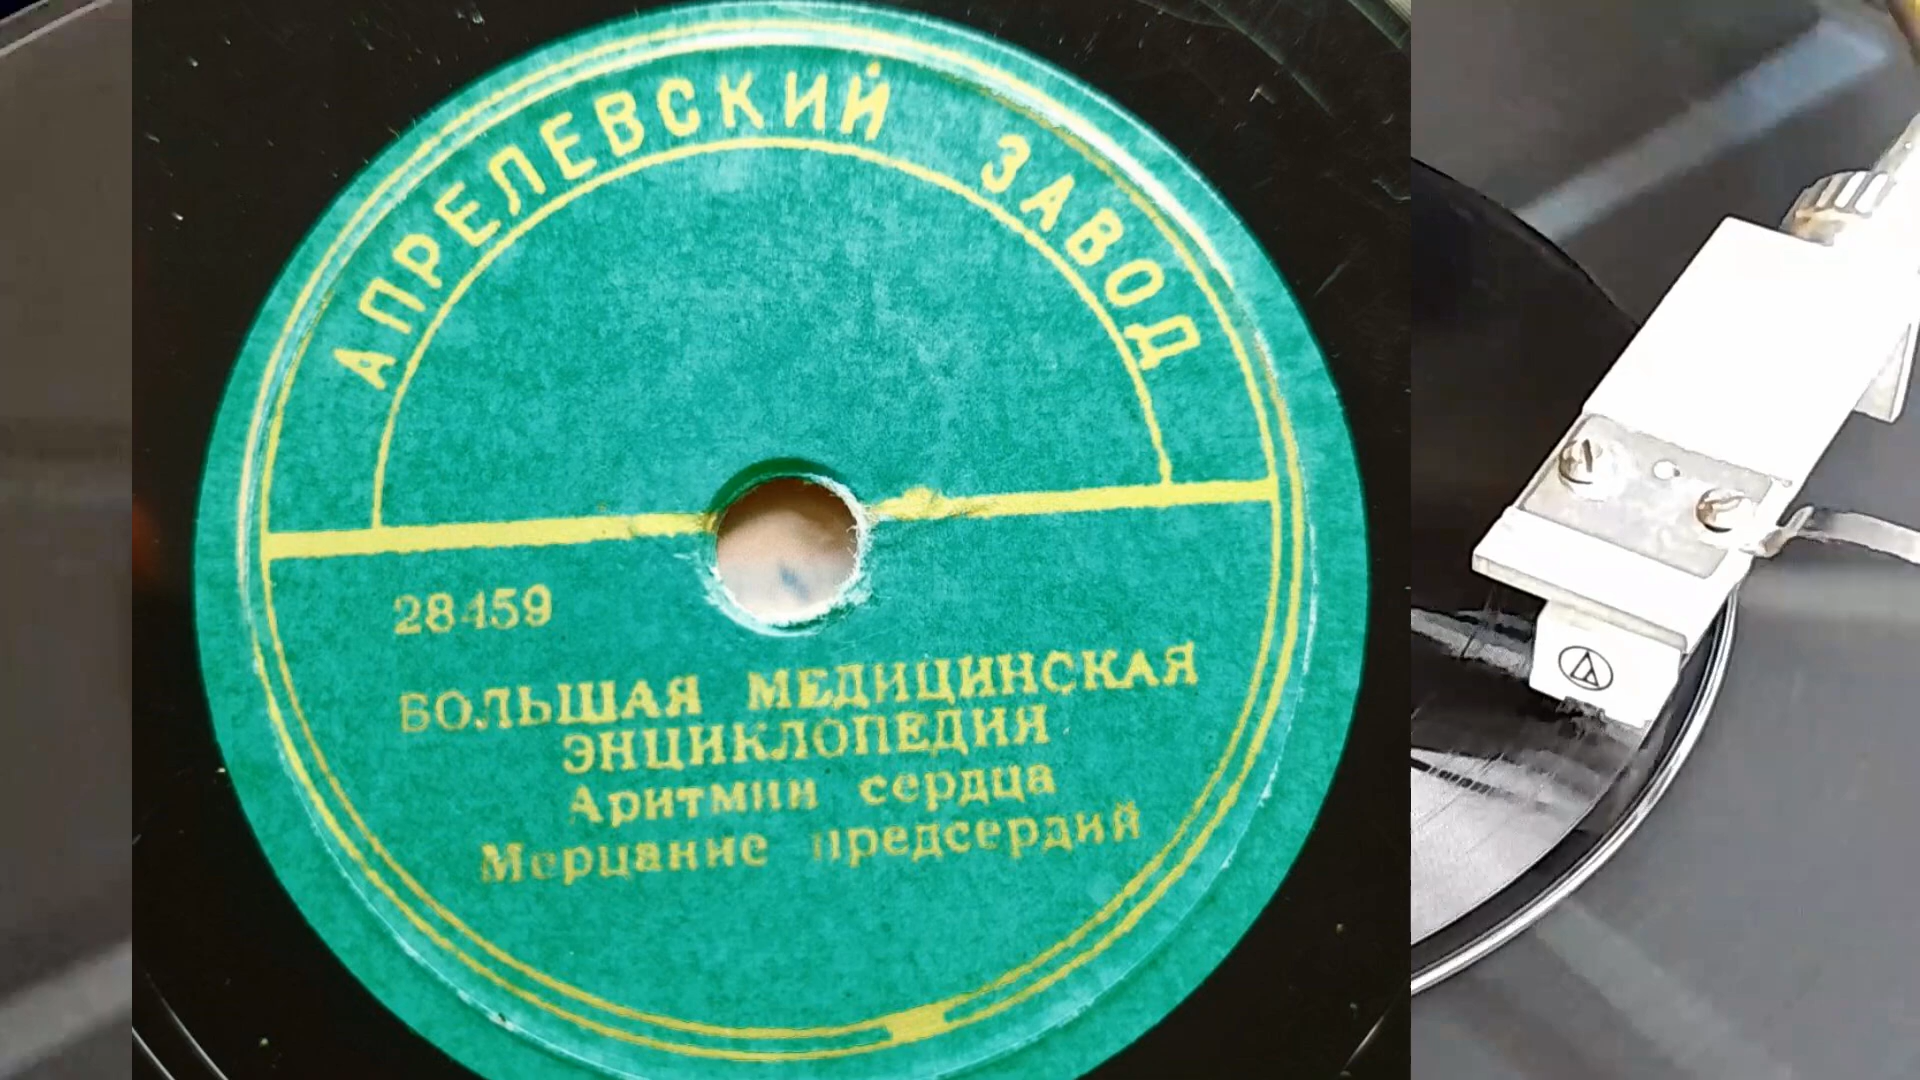 АПРЕЛЕВСКИЙ ЗАВОД
28459
БОЛЬШАЯ МЕДИЦИНСКАЯ
ЭНЦИКЛОПЕДИЯ
Аритмии сердца
Мерцание предсердий